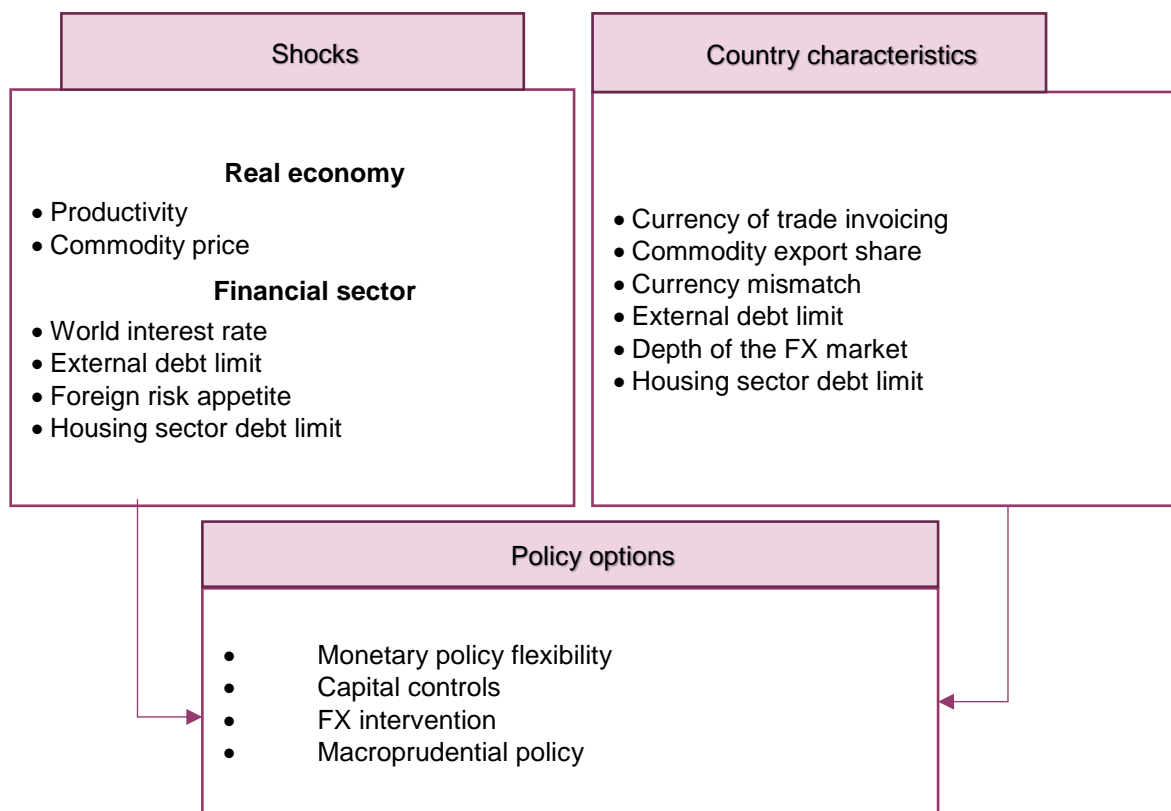 Shocks
Real economy
• Productivity
• Commodity price
Financial sector
• World interest rate
• External debt limit
• Foreign risk appetite
• Housing sector debt limit
Country characteristics
• Currency of trade invoicing
• Commodity export share
• Currency mismatch
• External debt limit
• Depth of the FX market
• Housing sector debt limit
Policy options
• Monetary policy flexibility
• Capital controls
• FX intervention
• Macroprudential policy